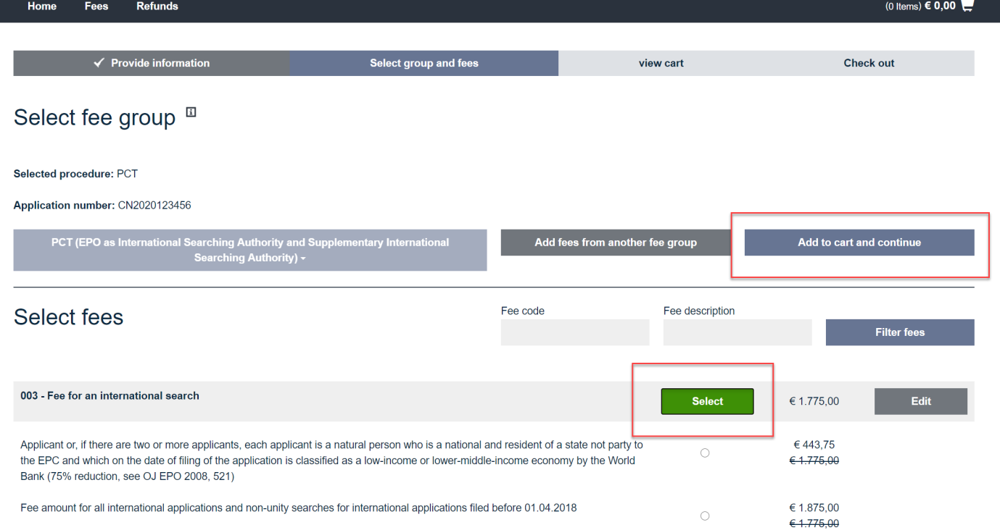 Home Fees Refunds (0 Items) € 0,00
Provide information Select group and fees view cart Check out
Select fee group
Selected procedure: PCT
Application number: CN2020123456
PCT (EPO as International Searching Authority and Supplementary International
Searching Authority)
Add fees from another fee group
Add to cart and continue
Select fees
Fee code
Fee description
Filter fees
003 - Fee for an international search Select € 1.775,00 Edit
Applicant or, if there are two or more applicants, each applicant is a natural person who is a national and resident of a state not party to
the EPC and which on the date of filing of the application is classified as a low-income or lower-middle-income economy by the World
Bank (75% reduction, see OJ EPO 2008, 521)
€ 443,75
€ 1.775,00
Fee amount for all international applications and non-unity searches for international applications filed before 01.04.2018
€ 1.875,00
€ 1.775,00